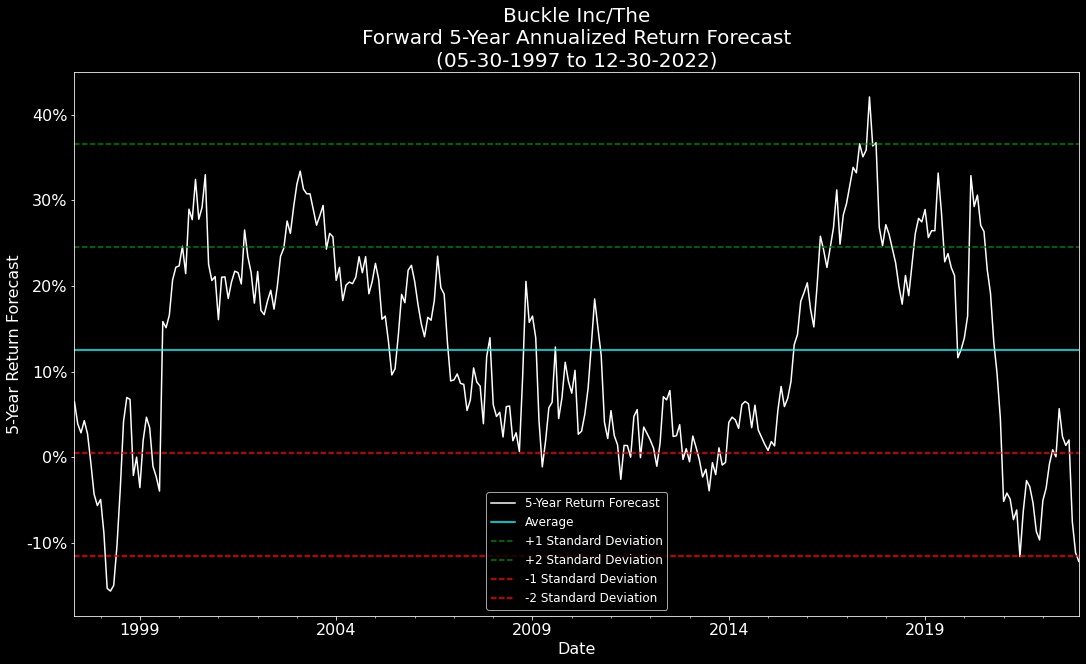 Buckle Inc/The
Forward 5-Year Annualized Return Forecast
(05-30-1997 to 12-30-2022)
40%
30%
20%
10%
0%
-10%
5-Year Return Forecast
5-Year Return Forecast
Average
+1 Standard Deviation
+2 Standard Deviation
-1 Standard Deviation
-2 Standard Deviation
1999 2004 2009 2014 2019
Date